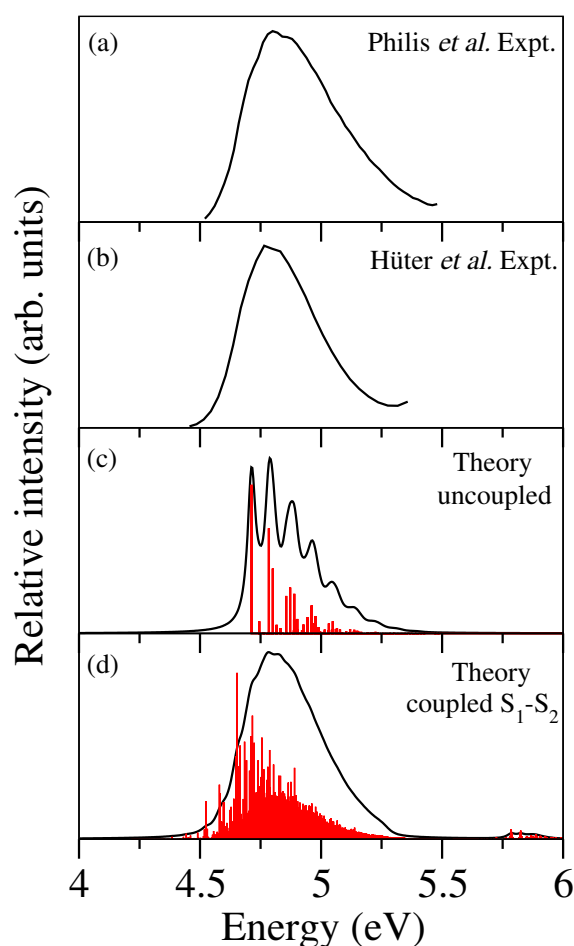 (a)
Philis et al. Expt.
(b)
Hüter et al. Expt.
(c)
Theory
uncoupled
(d)
Theory
coupled S₁-S₂
Relative intensity (arb. units)
4 4.5 5 5.5 6
Energy (eV)